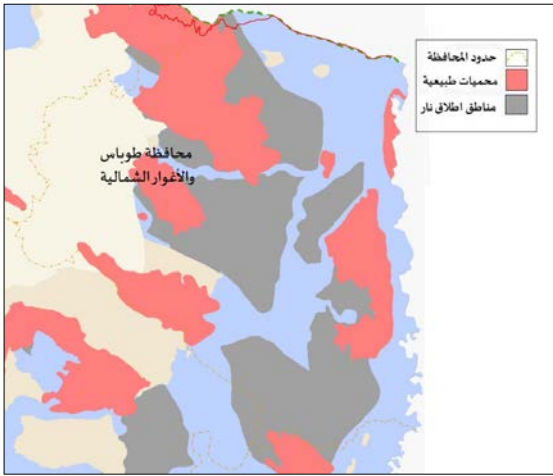 حدود المحافظة
محميات طبيعية
مناطق اطلاق نار
محافظة طوباس
والأغوار الشمالية